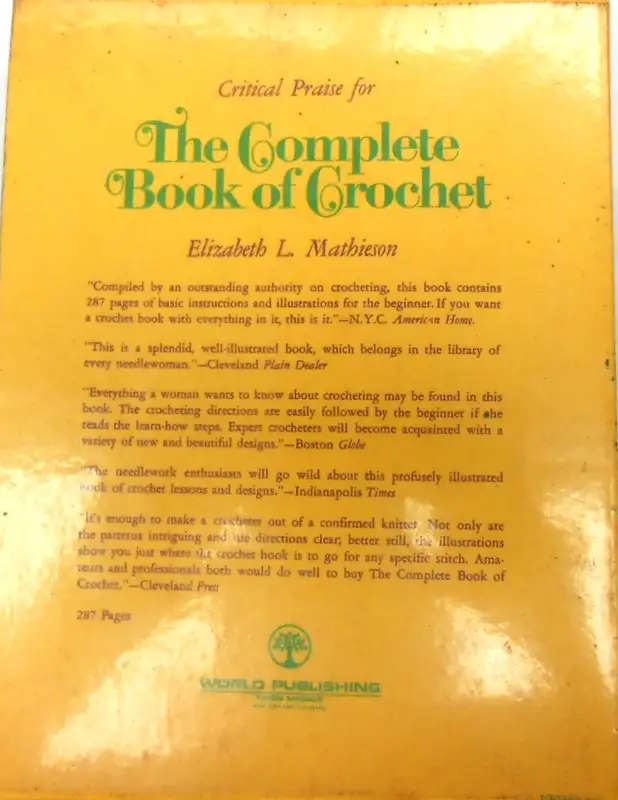 Critical Praise for
The Complete
Book of Crochet
Elizabeth L. Mathieson
"Compiled by an outstanding authority on crocheting, this book contains
287 pages of basic instructions and illustrations for the beginner. If you want
a crochet book with everything in it, this is it."—N.Y.C. American Home.
"This is a splendid, well-illustrated book, which belongs in the library of
every needlewoman."—Cleveland Plain Dealer
"Everything a woman wants to know about crocheting may be found in this
book. The crocheting directions are easily followed by the beginner if she
reads the learn-how steps. Expert crocheters will become acquainted with a
variety of new and beautiful designs."—Boston Globe
"The needlework enthusiasts will go wild about this profusely illustrated
book of crochet lessons and designs."—Indianapolis Times
"It's enough to make a crocheter out of a confirmed knitter. Not only are
the patterns intriguing and the directions clear; better still, the illustrations
show you just where the crochet hook is to go for any specific stitch. Ama-
teurs and professionals both would do well to buy The Complete Book of
Crochet."—Cleveland Press
287 Pages
WORLD PUBLISHING
TIMES MIRROR